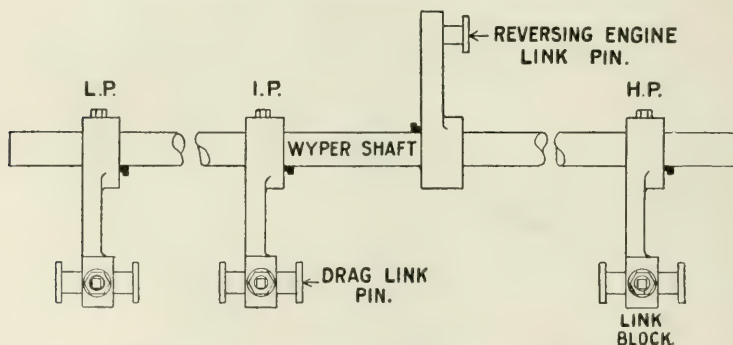 REVERSING ENGINE
LINK PIN.
L.P.
I.P.
H.P.
WYPER SHAFT
DRAG LINK
PIN.
LINK
BLOCK.